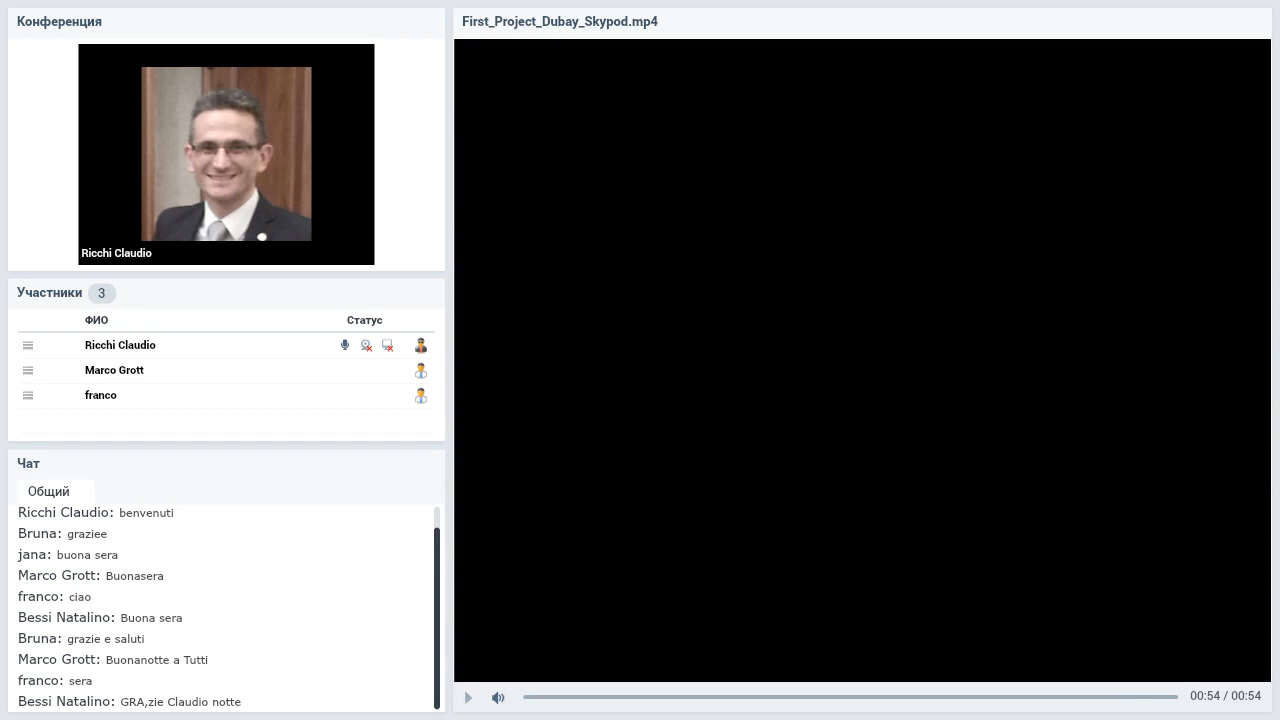 Конференция
Ricchi Claudio
Участники 3
ФИО Статус
Ricchi Claudio
Marco Grott
franco
Чат
Общий
Ricchi Claudio: benvenuti
Bruna: graziee
jana: buona sera
Marco Grott: Buonasera
franco: ciao
Bessi Natalino: Buona sera
Bruna: grazie e saluti
Marco Grott: Buonanotte a Tutti
franco: sera
Bessi Natalino: GRA,zie Claudio notte
First_Project_Dubay_Skypod.mp4
00:54 / 00:54